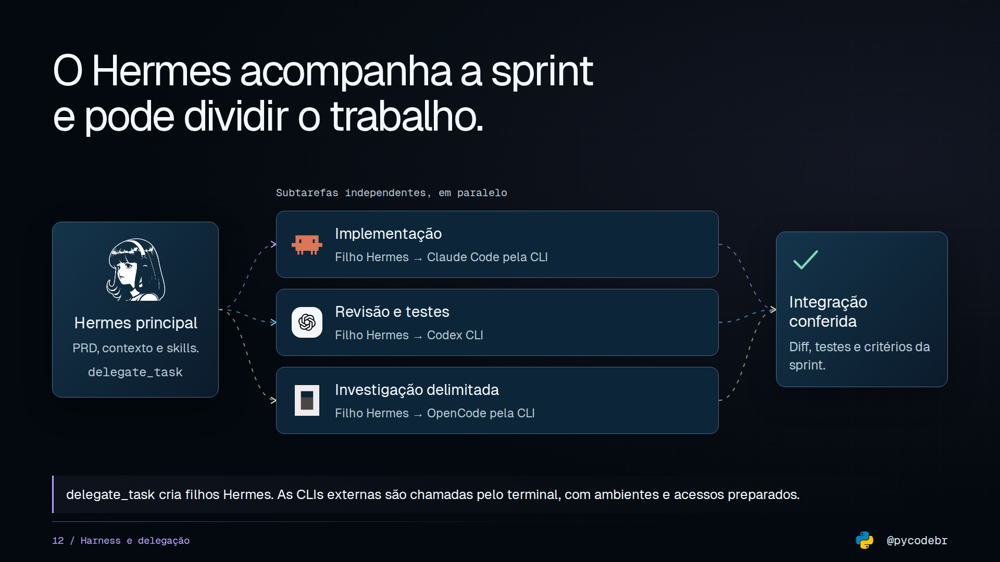 O Hermes acompanha a sprint
e pode dividir o trabalho.
Subtarefas independentes, em paralelo
Hermes principal
PRD, contexto e skills.
delegate_task
Implementação
Filho Hermes → Claude Code pela CLI
Revisão e testes
Filho Hermes → Codex CLI
Investigação delimitada
Filho Hermes → OpenCode pela CLI
Integração
conferida
Diff, testes e critérios da
sprint.
delegate_task cria filhos Hermes. As CLIs externas são chamadas pelo terminal, com ambientes e acessos preparados.
12 / Harness e delegação
@pycodebr